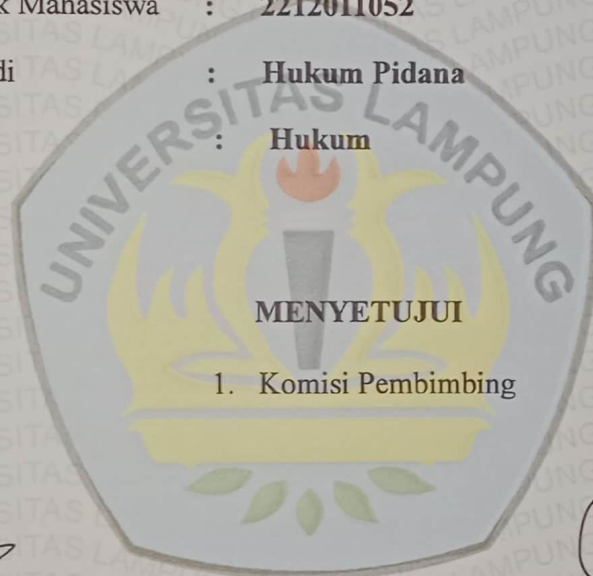 k Mahasiswa : 2212011052
di : Hukum Pidana
: Hukum
UNIVERSITAS LAMPUNG
MENYETUJUI
1. Komisi Pembimbing